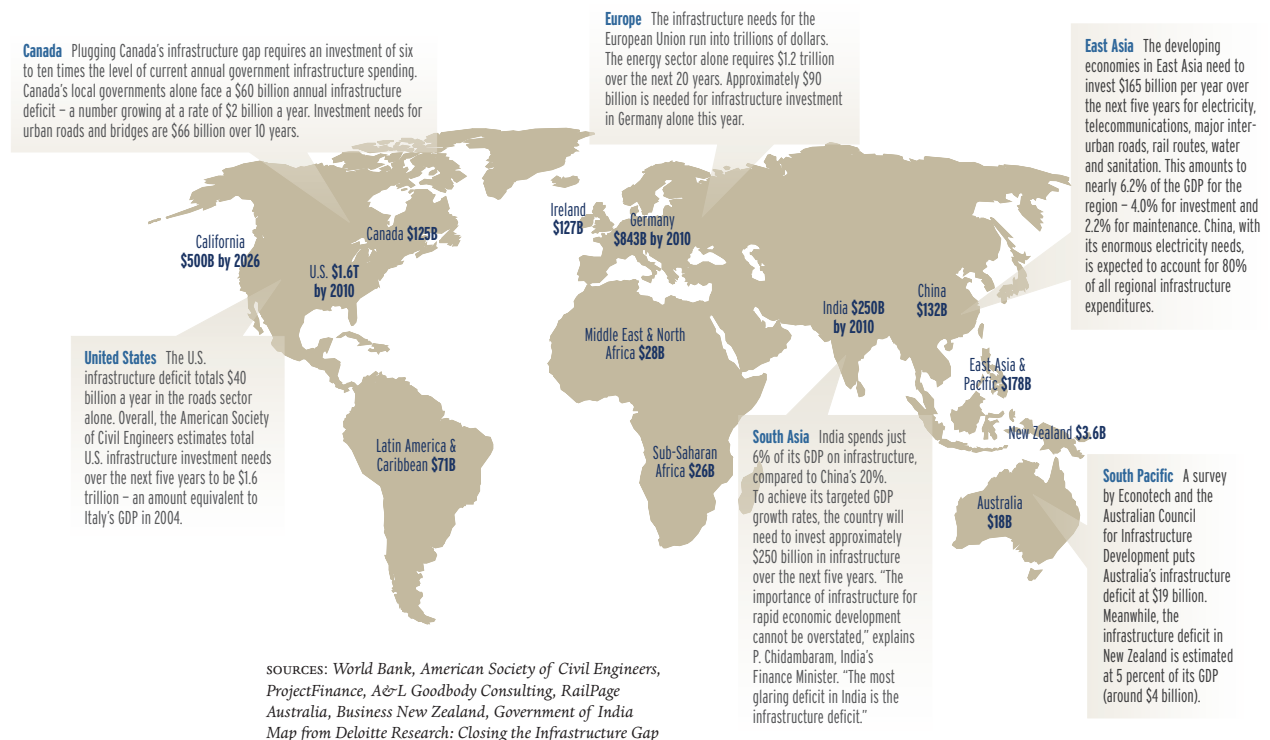 Canada Plugging Canada's infrastructure gap requires an investment of six
to ten times the level of current annual government infrastructure spending.
Canada's local governments alone face a $60 billion annual infrastructure
deficit – a number growing at a rate of $2 billion a year. Investment needs for
urban roads and bridges are $66 billion over 10 years.
Europe The infrastructure needs for the
European Union run into trillions of dollars.
The energy sector alone requires $1.2 trillion
over the next 20 years. Approximately $90
billion is needed for infrastructure investment
in Germany alone this year.
East Asia The developing
economies in East Asia need to
invest $165 billion per year over
the next five years for electricity,
telecommunications, major inter-
urban roads, rail routes, water
and sanitation. This amounts to
nearly 6.2% of the GDP for the
region – 4.0% for investment and
2.2% for maintenance. China, with
its enormous electricity needs,
is expected to account for 80%
of all regional infrastructure
expenditures.
California
$500B by 2026
Canada $125B
U.S. $1.6T
by 2010
Ireland
$127B
Germany
$843B by 2010
Middle East & North
Africa $28B
India $250B
by 2010
China
$132B
East Asia &
Pacific $178B
New Zealand $3.6B
Latin America &
Caribbean $71B
Sub-Saharan
Africa $26B
Australia
$18B
United States The U.S.
infrastructure deficit totals $40
billion a year in the roads sector
alone. Overall, the American Society
of Civil Engineers estimates total
U.S. infrastructure investment needs
over the next five years to be $1.6
trillion – an amount equivalent to
Italy's GDP in 2004.
South Asia India spends just
6% of its GDP on infrastructure,
compared to China's 20%.
To achieve its targeted GDP
growth rates, the country will
need to invest approximately
$250 billion in infrastructure
over the next five years. "The
importance of infrastructure for
rapid economic development
cannot be overstated," explains
P. Chidambaram, India's
Finance Minister. "The most
glaring deficit in India is the
infrastructure deficit."
South Pacific A survey
by Econotech and the
Australian Council
for Infrastructure
Development puts
Australia's infrastructure
deficit at $19 billion.
Meanwhile, the
infrastructure deficit in
New Zealand is estimated
at 5 percent of its GDP
(around $4 billion).
SOURCES: World Bank, American Society of Civil Engineers,
ProjectFinance, A&L Goodbody Consulting, RailPage
Australia, Business New Zealand, Government of India
Map from Deloitte Research: Closing the Infrastructure Gap